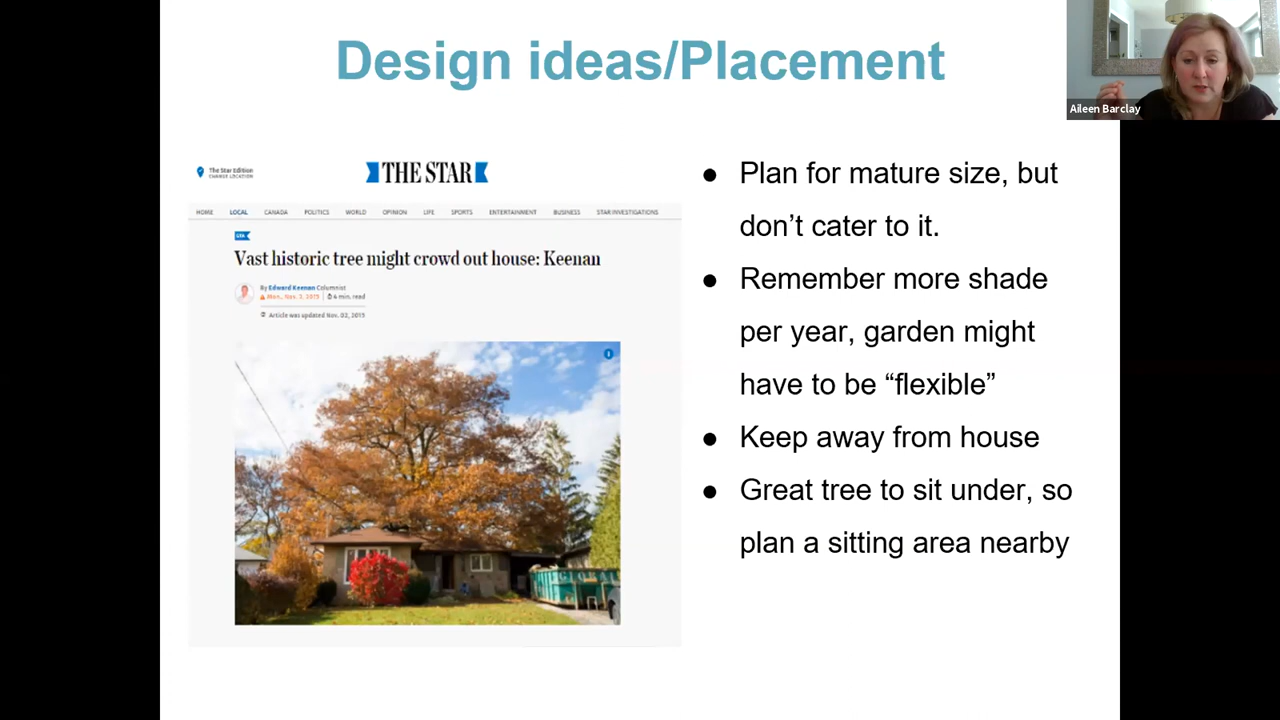 Design ideas/Placement
Aileen Barclay
The Star Edition
CHANGE LOCATION
THE STAR
HOME LOCAL CANADA POLITICS WORLD OPINION LIFE SPORTS ENTERTAINMENT BUSINESS STAR INVESTIGATIONS
GTA
Vast historic tree might crowd out house: Keenan
By Edward Keenan Columnist
Mon., Nov. 2, 2015 | 4 min. read
Article was updated Nov. 02, 2015
● Plan for mature size, but
don’t cater to it.
● Remember more shade
per year, garden might
have to be “flexible”
● Keep away from house
● Great tree to sit under, so
plan a sitting area nearby